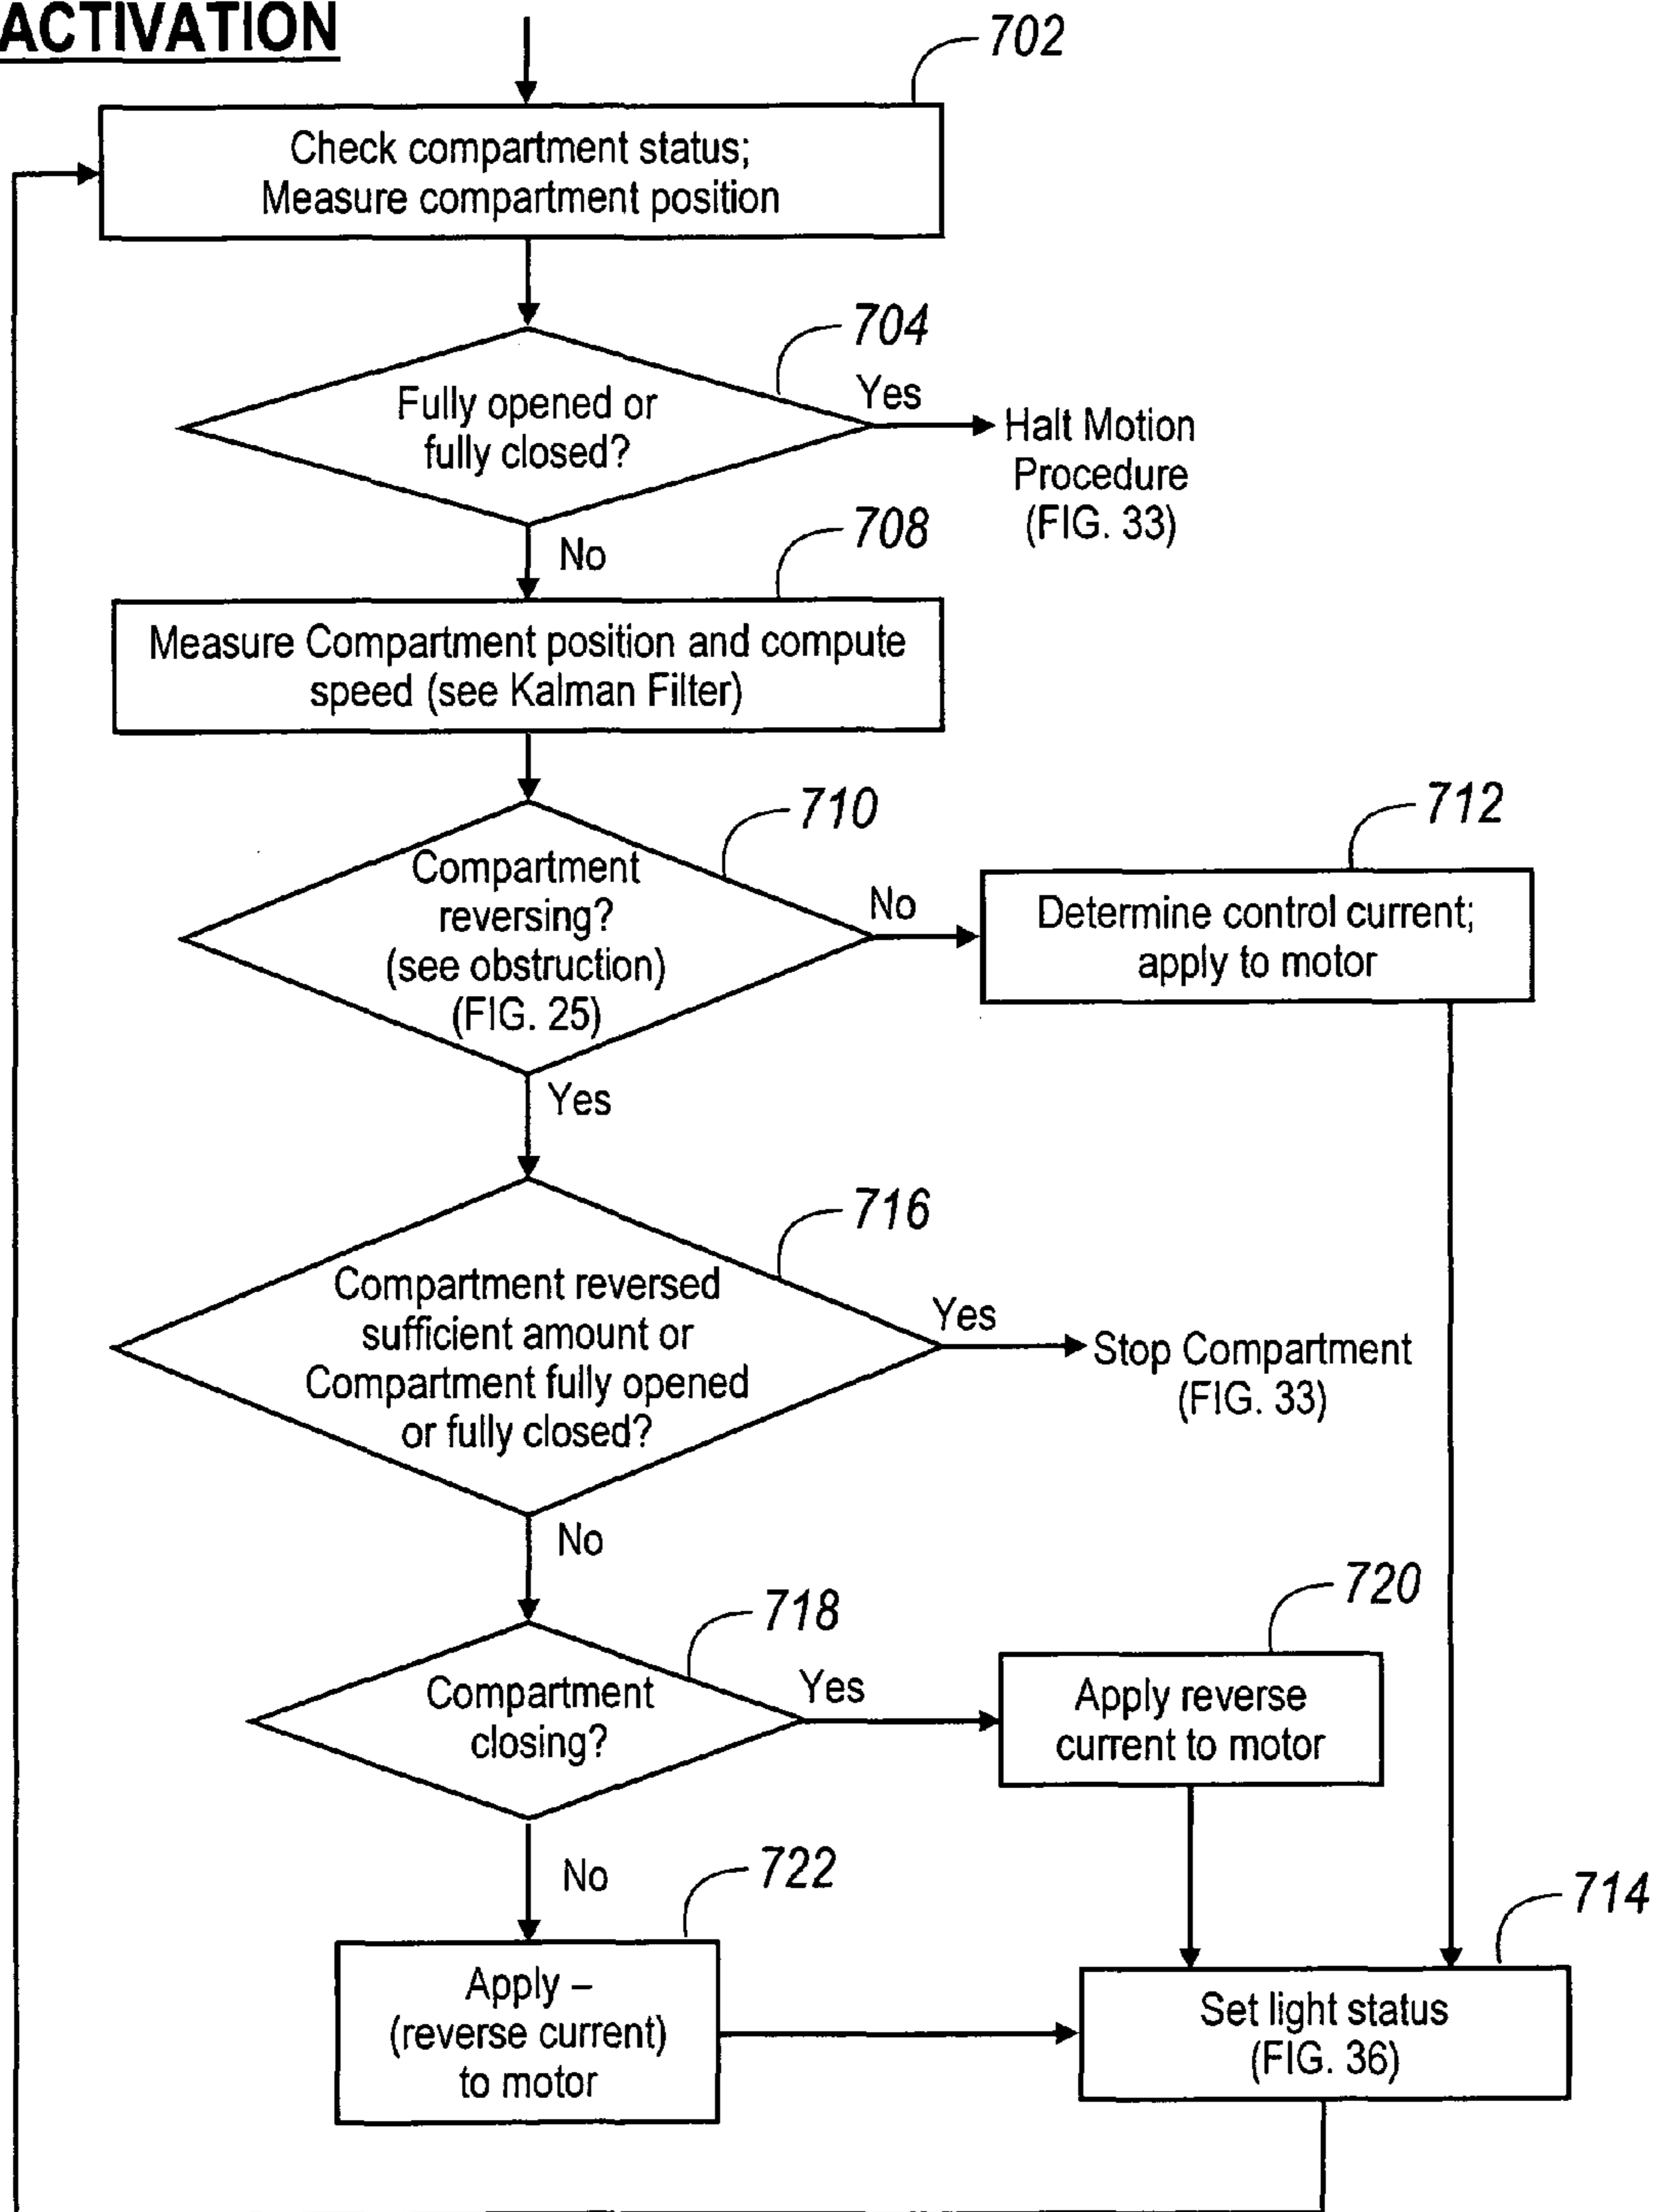 ACTIVATION
702
Check compartment status;
Measure compartment position
704
Fully opened or
fully closed?
Yes
Halt Motion
Procedure
(FIG. 33)
No
708
Measure Compartment position and compute
speed (see Kalman Filter)
710
Compartment
reversing?
(see obstruction)
(FIG. 25)
No
712
Determine control current;
apply to motor
Yes
716
Compartment reversed
sufficient amount or
Compartment fully opened
or fully closed?
Yes
Stop Compartment
(FIG. 33)
No
718
Compartment
closing?
Yes
720
Apply reverse
current to motor
No
722
Apply –
(reverse current)
to motor
714
Set light status
(FIG. 36)